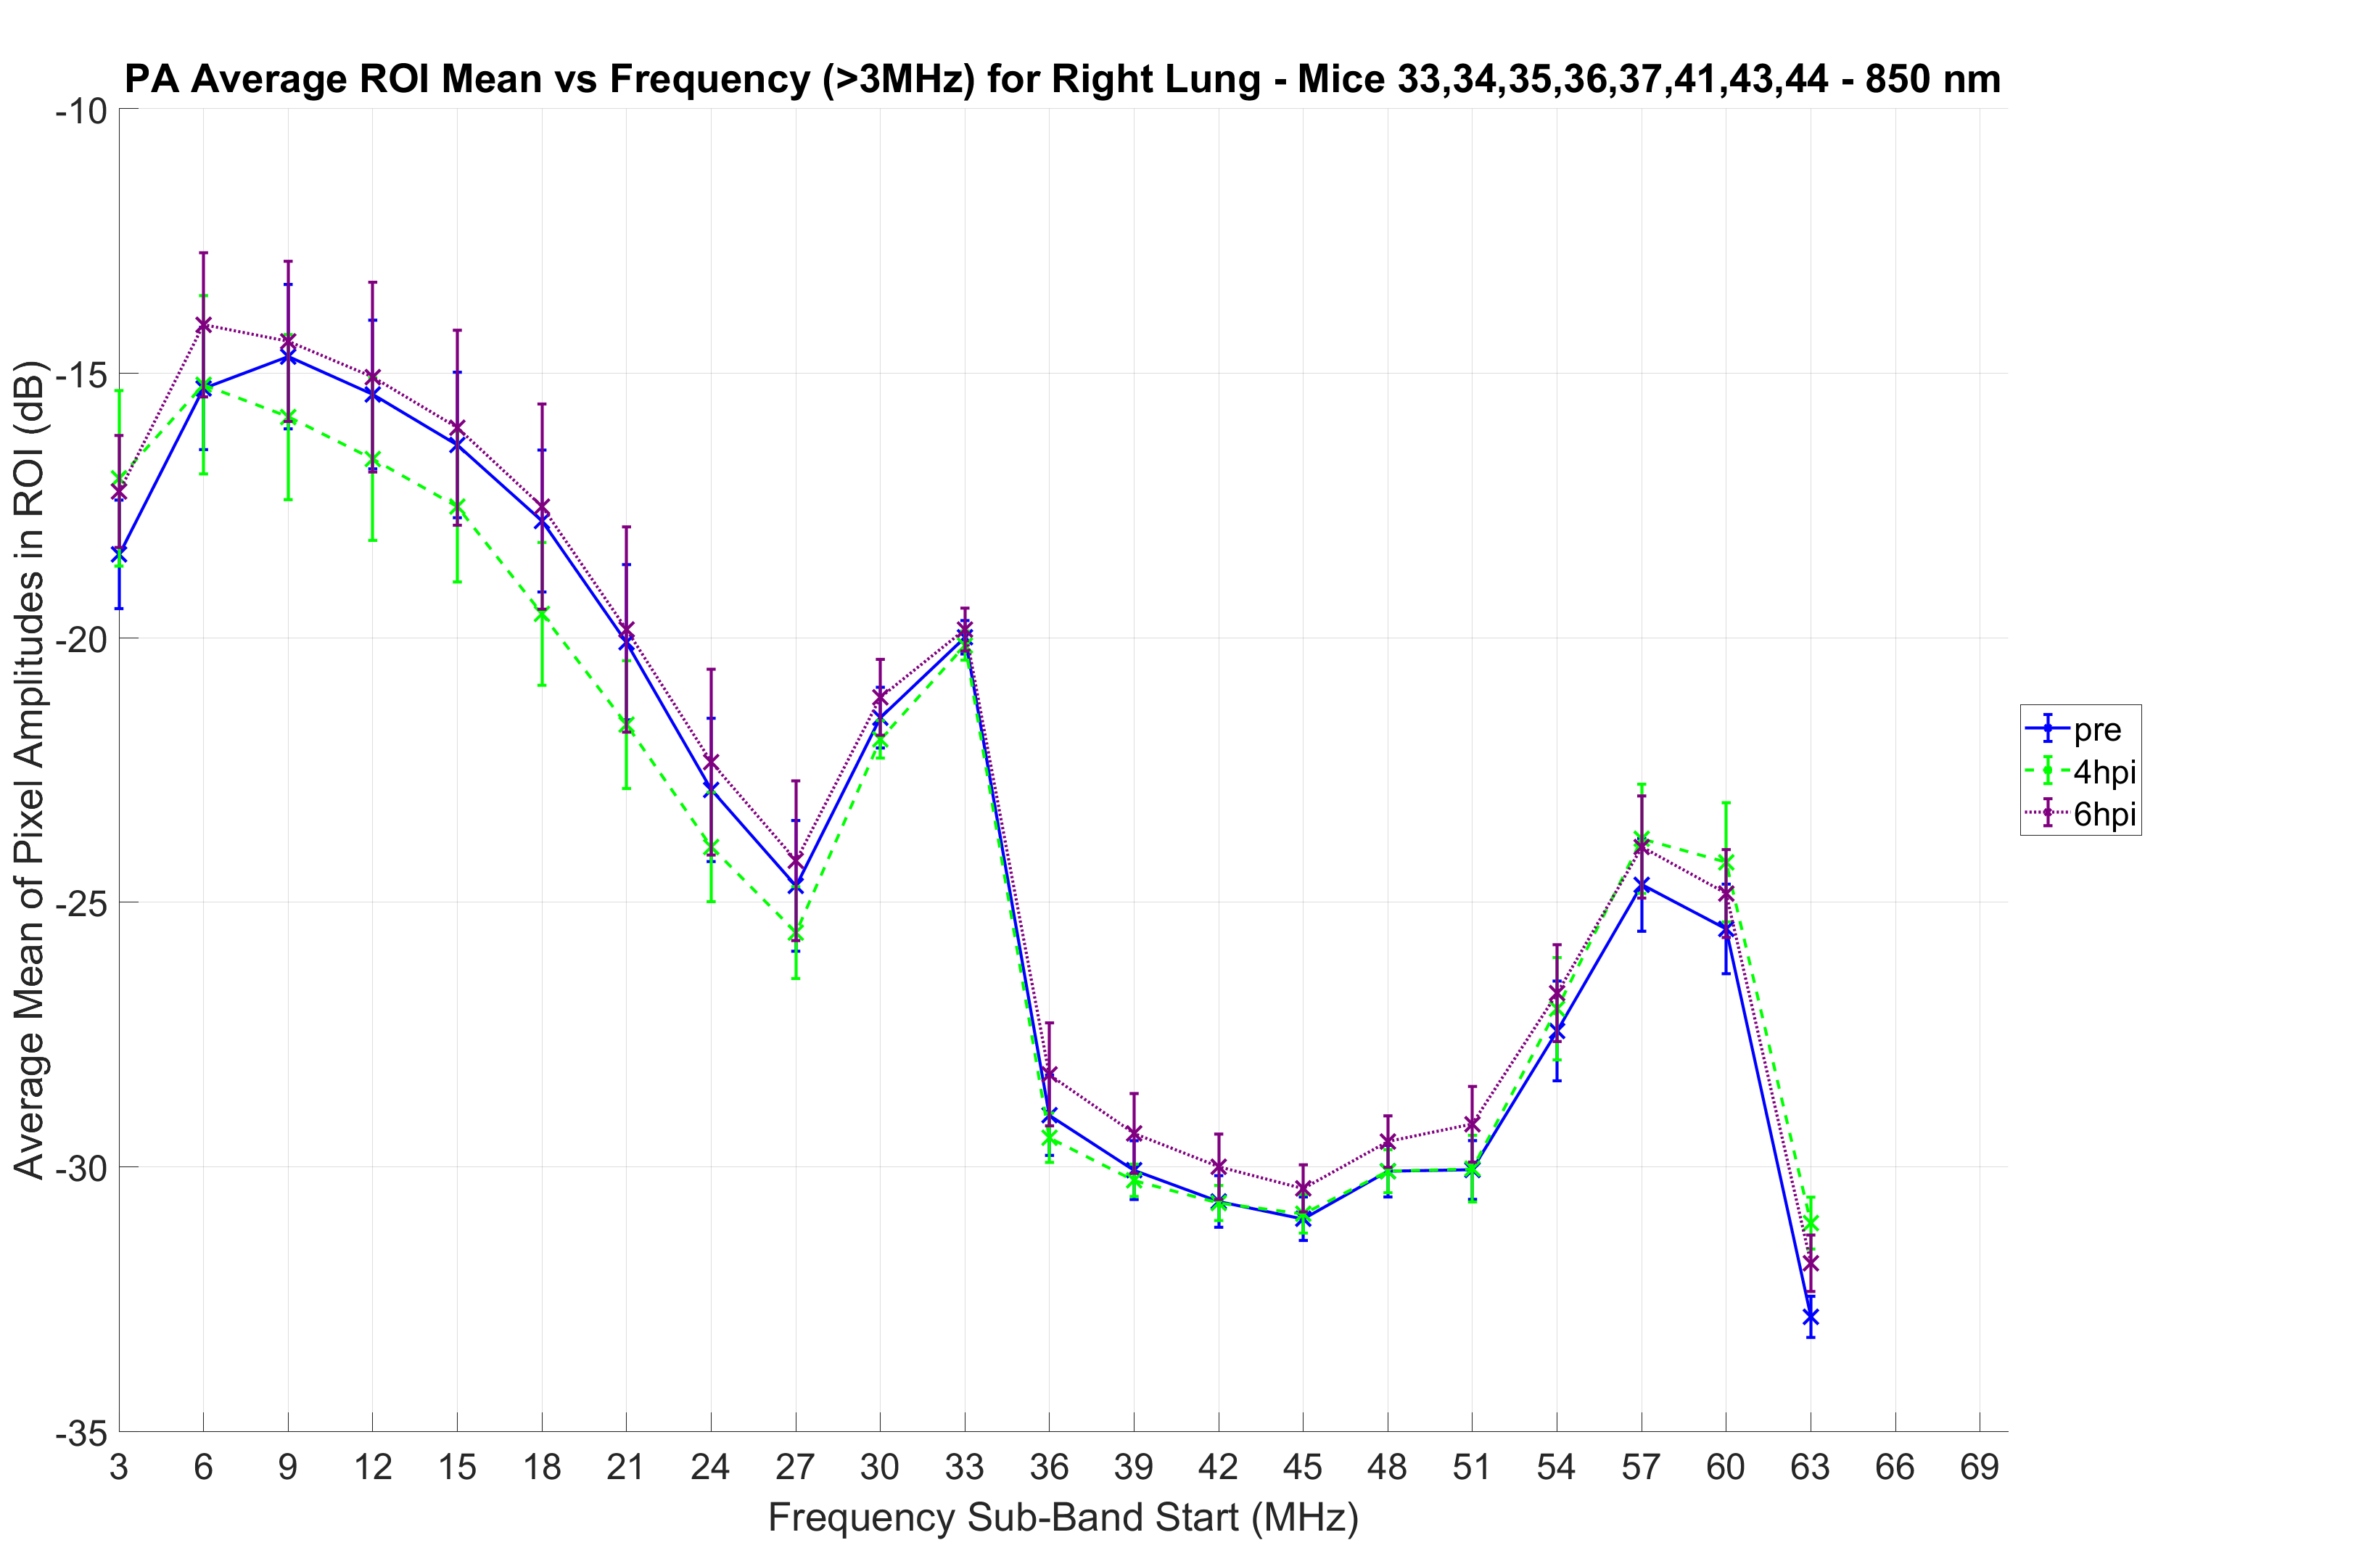 PA Average ROI Mean vs Frequency (>3MHz) for Right Lung - Mice 33,34,35,36,37,41,43,44 - 850 nm
Average Mean of Pixel Amplitudes in ROI (dB)
-10
-15
-20
-25
-30
-35
3 6 9 12 15 18 21 24 27 30 33 36 39 42 45 48 51 54 57 60 63 66 69
Frequency Sub-Band Start (MHz)
pre
4hpi
6hpi